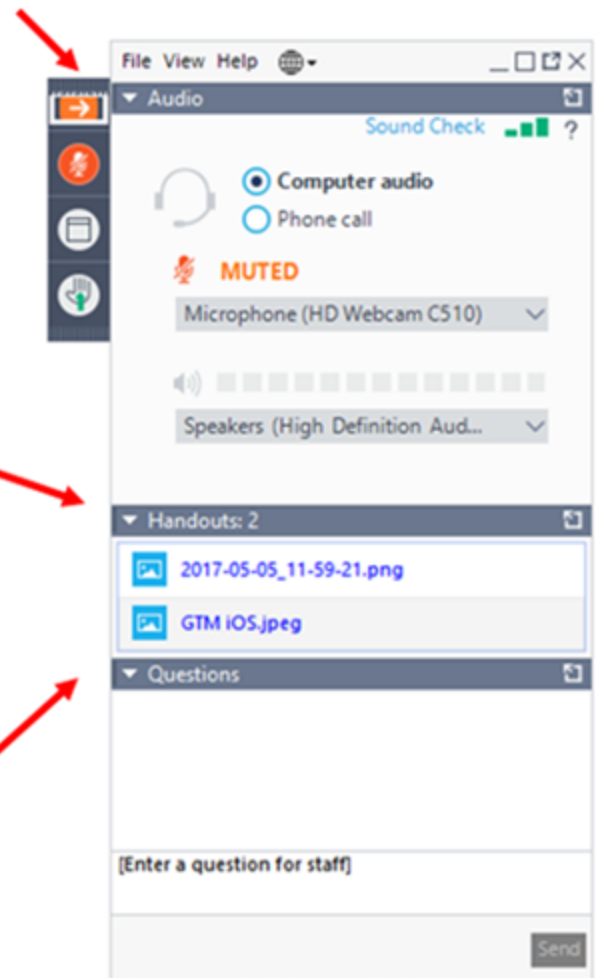 File View Help
Audio
Sound Check ?
Computer audio
Phone call
MUTED
Microphone (HD Webcam C510)
Speakers (High Definition Aud...
Handouts: 2
2017-05-05_11-59-21.png
GTM iOS.jpeg
Questions
[Enter a question for staff]
Send